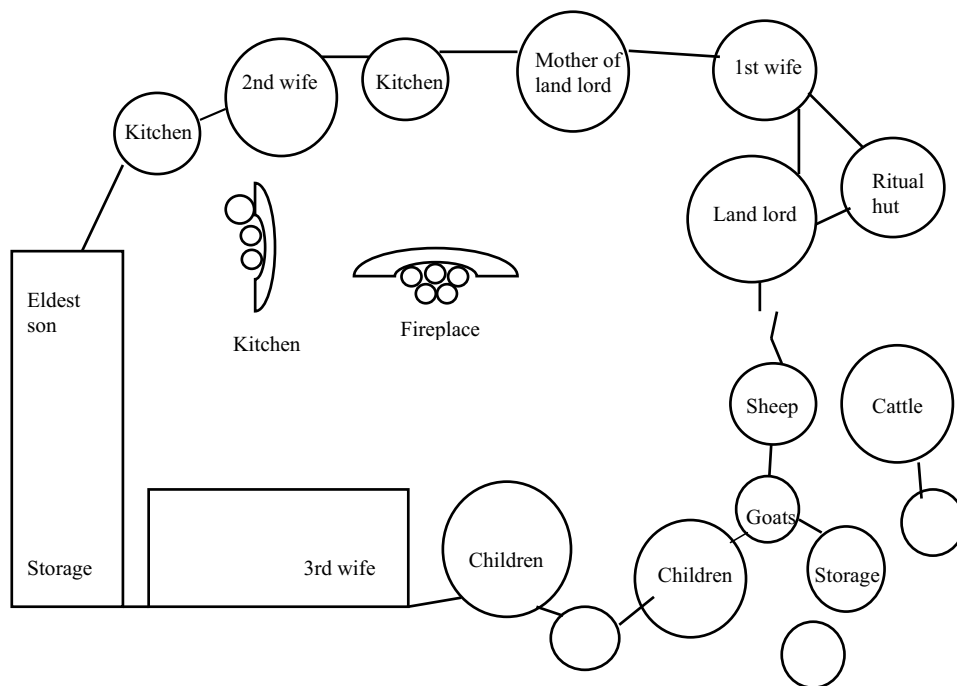 Mother of
land lord
1st wife
2nd wife
Kitchen
Kitchen
Ritual
hut
Land lord
Eldest
son
Kitchen
Fireplace
Sheep
Cattle
Goats
Children
Children
Storage
Storage
3rd wife